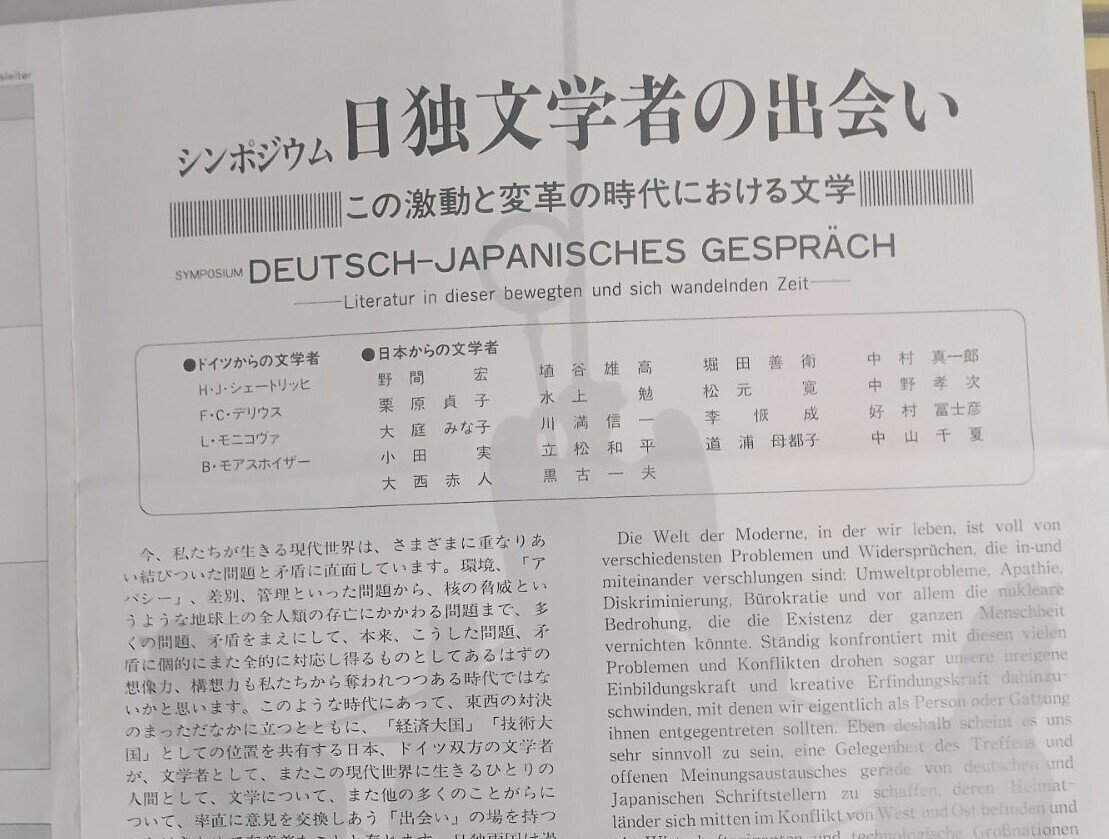 sleiter
シンポジウム 日独文学者の出会い
この激動と変革の時代における文学
SYMPOSIUM DEUTSCH-JAPANISCHES GESPRÄCH
Literatur in dieser bewegten und sich wandelnden Zeit
●ドイツからの文学者
H・J・シェートリッヒ
F・C・デリウス
L・モニコヴァ
B・モアスホイザー
●日本からの文学者
野間 宏
栗原貞子
大庭みな子
小田 実
大西赤人
埴谷雄高
水上 勉
川満信一
立松和平
黒古一夫
堀田善衛
松元 寛
李 恢成
道浦母都子
中村真一郎
中野孝次
好村冨士彦
中山千夏
今、私たちが生きる現代世界は、さまざまに重なりあ
い結びついた問題と矛盾に直面しています。環境、「ア
パシー」、差別、管理といった問題から、核の脅威とい
うような地球上の全人類の存亡にかかわる問題まで、多
くの問題、矛盾をまえにして、本来、こうした問題、矛
盾に個的にまた全的に対応し得るものとしてあるはずの
想像力、構想力も私たちから奪われつつある時代ではな
いかと思います。このような時代にあって、東西の対決
のまっただなかに立つとともに、「経済大国」「技術大
国」としての位置を共有する日本、ドイツ双方の文学者
が、文学者として、またこの現代世界に生きるひとりの
人間として、文学について、また他の多くのことがらに
ついて、率直に意見を交換しあう「出会い」の場を持つ
Die Welt der Moderne, in der wir leben, ist voll von
verschiedensten Problemen und Widersprüchen, die in-und
miteinander verschlungen sind: Umweltprobleme, Apathie,
Diskriminierung, Bürokratie und vor allem die nukleare
Bedrohung, die die Existenz der ganzen Menschheit
vernichten könnte. Ständig konfrontiert mit diesen vielen
Problemen und Konflikten drohen sogar unsere ureigene
Einbildungskraft und kreative Erfindungskraft dahinzu-
schwinden, mit denen wir eigentlich als Person oder Gattung
ihnen entgegentreten sollten. Eben deshalb scheint es uns
sehr sinnvoll zu sein, eine Gelegenheit des Treffens und
offenen Meinungsaustausches gerade von deutschen und
Japanischen Schriftstellern zu schaffen, deren Heimat-
länder sich mitten im Konflikt von West und Ost befinden und